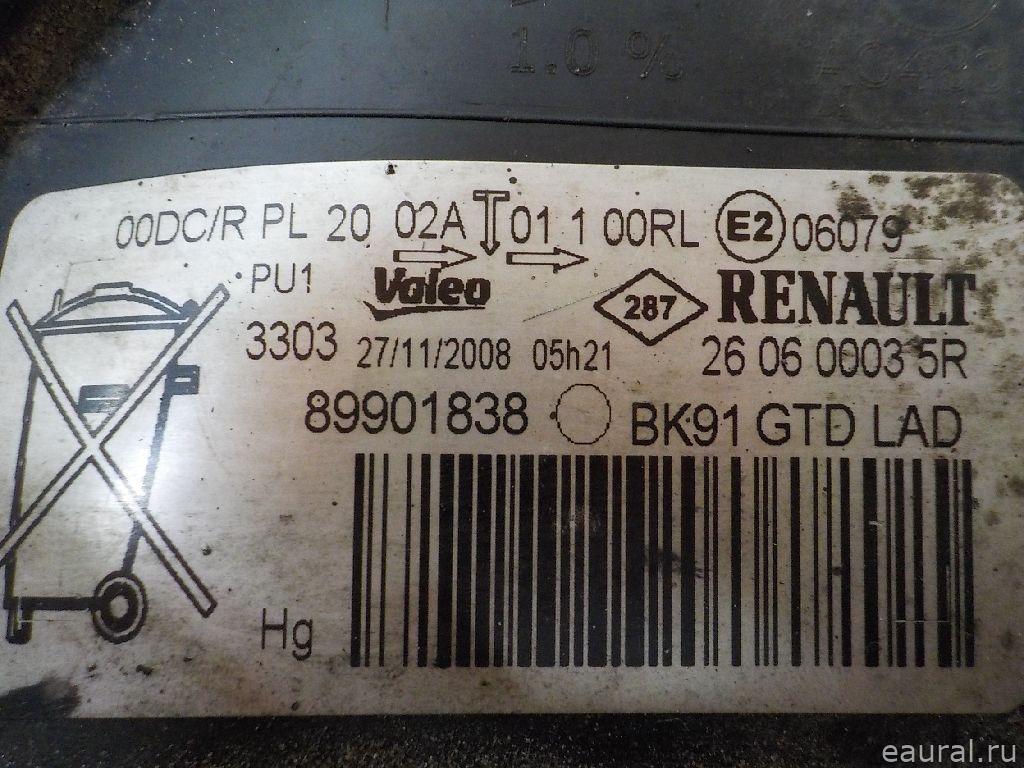 1.0 %
00DC/R PL 20 02A 01 1 00RL E2 06079
PU1 Valeo 287 RENAULT
3303 27/11/2008 05h21 26 06 0003 5R
89901838 BK91 GTD LAD
Hg
eaural.ru